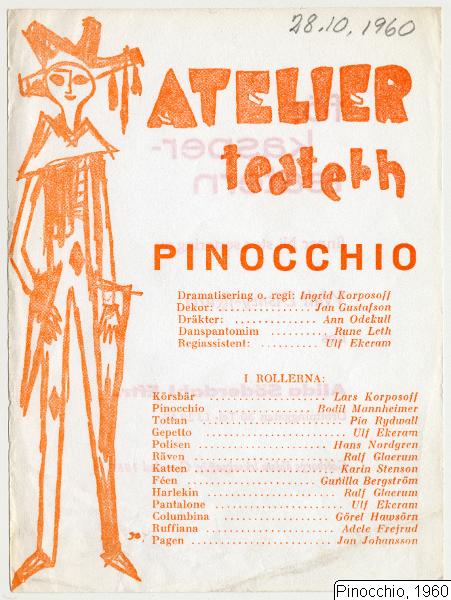 28.10.1960
ATELIER
teatern
PINOCCHIO
Dramatisering o. regi: Ingrid Korposoff
Dekor: . . . . . . . . . . . . . Jan Gustafson
Dräkter: . . . . . . . . . . . . Ann Odekull
Danspantomim . . . . . . . . Rune Leth
Regiassistent: . . . . . . . . . Ulf Ekeram
I ROLLERNA:
Körsbär . . . . . . . . . . . . Lars Korposoff
Pinocchio . . . . . . . . . . Bodil Mannheimer
Tottan . . . . . . . . . . . . Pia Rydwall
Gepetto . . . . . . . . . . . . Ulf Ekeram
Polisen . . . . . . . . . . . . Hans Nordgren
Räven . . . . . . . . . . . . Ralf Glaerum
Katten . . . . . . . . . . . . Karin Stenson
Féen . . . . . . . . . . . . Gunilla Bergström
Harlekin . . . . . . . . . . . . Ralf Glaerum
Pantalone . . . . . . . . . . . . Ulf Ekeram
Columbina . . . . . . . . . . . . Görel Hawsörn
Ruffiana . . . . . . . . . . . . Adele Frejrud
Pagen . . . . . . . . . . . . Jan Johansson
Pinocchio, 1960